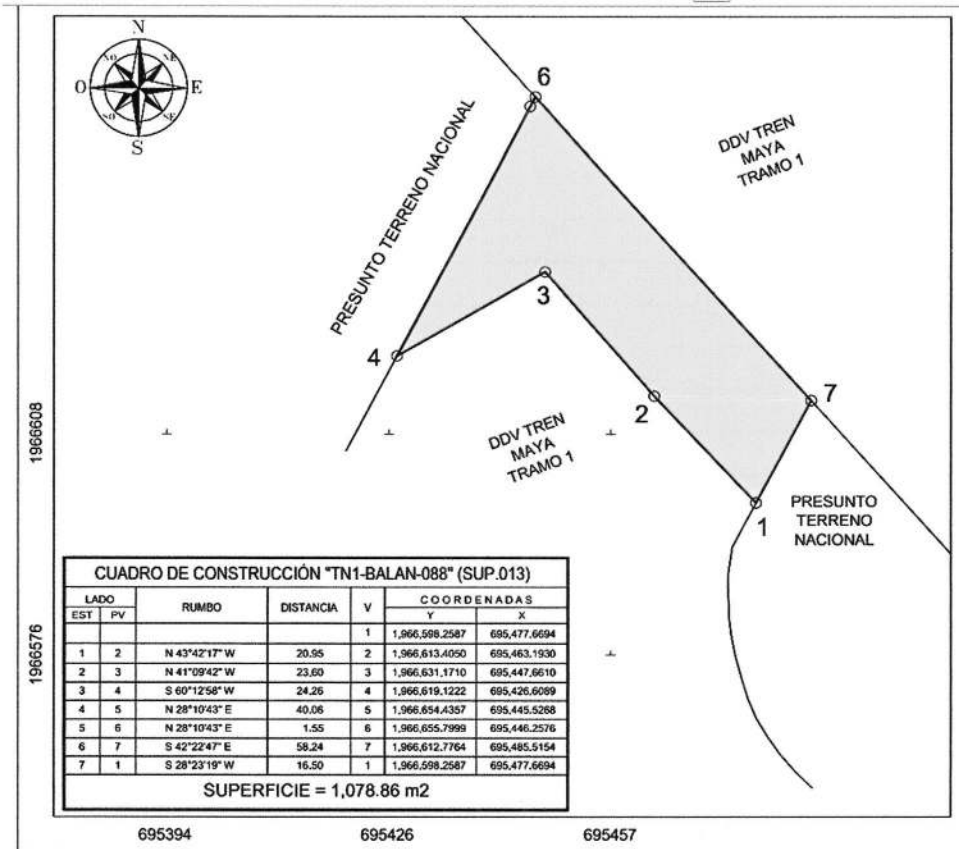 N
NO NE
O E
SO SE
S
6
DDV TREN
MAYA
TRAMO 1
PRESUNTO TERRENO NACIONAL
3
4
7
2
1966608
DDV TREN
MAYA
TRAMO 1
1
PRESUNTO
TERRENO
NACIONAL
CUADRO DE CONSTRUCCIÓN "TN1-BALAN-088" (SUP.013)
LADO RUMBO DISTANCIA V COORDENADAS
EST PV Y X
1 1,966,598.2587 695,477.6694
1 2 N 43°42'17" W 20.95 2 1,966,613.4050 695,463.1930
2 3 N 41°09'42" W 23.60 3 1,966,631.1710 695,447.6610
3 4 S 60°12'58" W 24.26 4 1,966,619.1222 695,426.6089
4 5 N 28°10'43" E 40.06 5 1,966,654.4357 695,445.5268
5 6 N 28°10'43" E 1.55 6 1,966,655.7999 695,446.2576
6 7 S 42°22'47" E 58.24 7 1,966,612.7764 695,485.5154
7 1 S 28°23'19" W 16.50 1 1,966,598.2587 695,477.6694
SUPERFICIE = 1,078.86 m2
1966576
695394 695426 695457